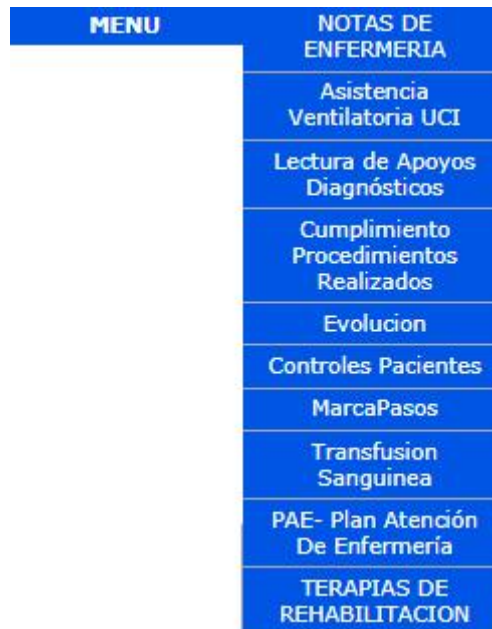 MENU
NOTAS DE
ENFERMERIA
Asistencia
Ventilatoria UCI
Lectura de Apoyos
Diagnósticos
Cumplimiento
Procedimientos
Realizados
Evolucion
Controles Pacientes
MarcaPasos
Transfusion
Sanguinea
PAE- Plan Atención
De Enfermería
TERAPIAS DE
REHABILITACION